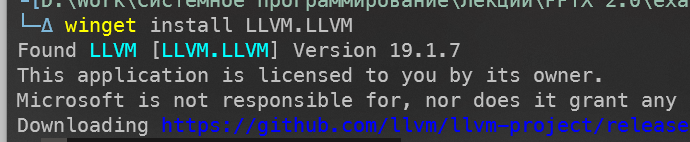 [D:\work\Системное программирование\Лекции\PPTX 2.0\exa
└─Δ winget install LLVM.LLVM
Found LLVM [LLVM.LLVM] Version 19.1.7
This application is licensed to you by its owner.
Microsoft is not responsible for, nor does it grant any
Downloading https://github.com/llvm/llvm-project/release